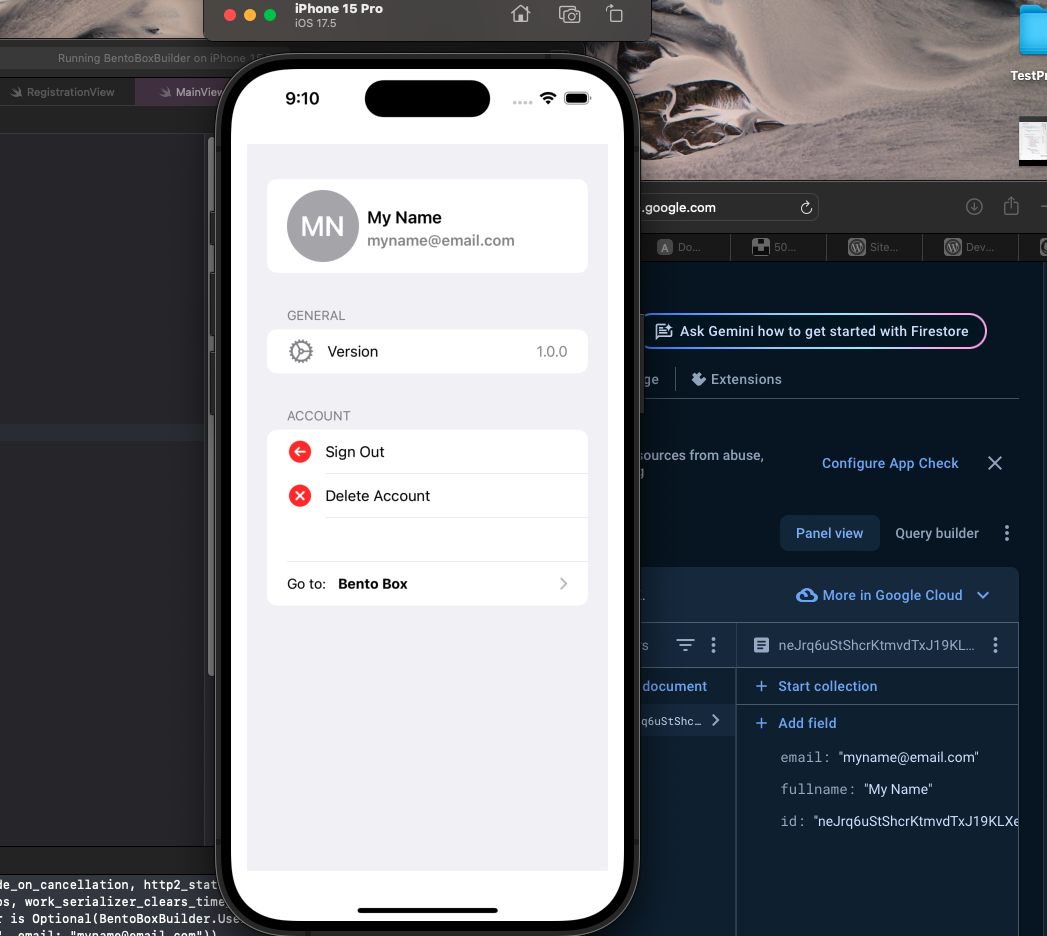 iPhone 15 Pro
iOS 17.5
Running BentoBoxBuilder on iPhone 15
RegistrationView
MainView
TestPr
9:10
MN
My Name
myname@email.com
GENERAL
Version
1.0.0
ACCOUNT
Sign Out
Delete Account
Go to: Bento Box
.google.com
A Do...
50...
Site...
Dev...
Ask Gemini how to get started with Firestore
ge
Extensions
sources from abuse,
Configure App Check
Panel view
Query builder
More in Google Cloud
s
neJrq6uStShcrKtmvdTxJ19KL...
document
Start collection
q6uStShc...
Add field
email: "myname@email.com"
fullname: "My Name"
id: "neJrq6uStShcrKtmvdTxJ19KLXe
de_on_cancellation, http2_stat
os, work_serializer_clears_time_
r is Optional(BentoBoxBuilder.Use
", email: "myname@email.com"))